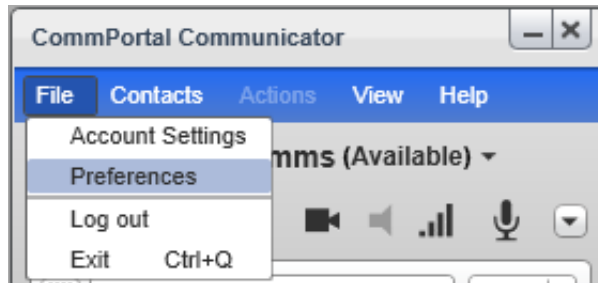 CommPortal Communicator
File Contacts Actions View Help
Account Settings
mms (Available)
Preferences
Log out
Exit Ctrl+Q